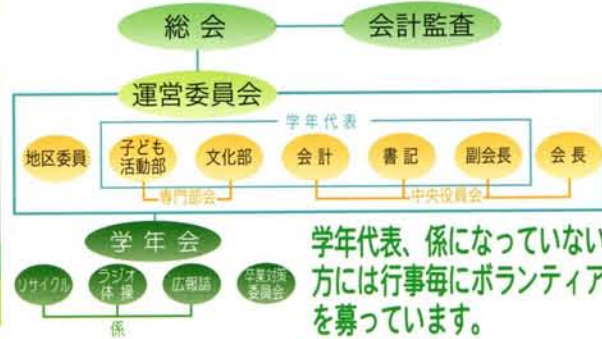 総会
会計監査
運営委員会
学年代表
地区委員
子ども
活動部
文化部
会計
書記
副会長
会長
専門部会
中央役員会
学年会
リサイクル
ラジオ
体操
広報誌
卒業対策
委員会
係
学年代表、係になっていない
方には行事毎にボランティア
を募っています。